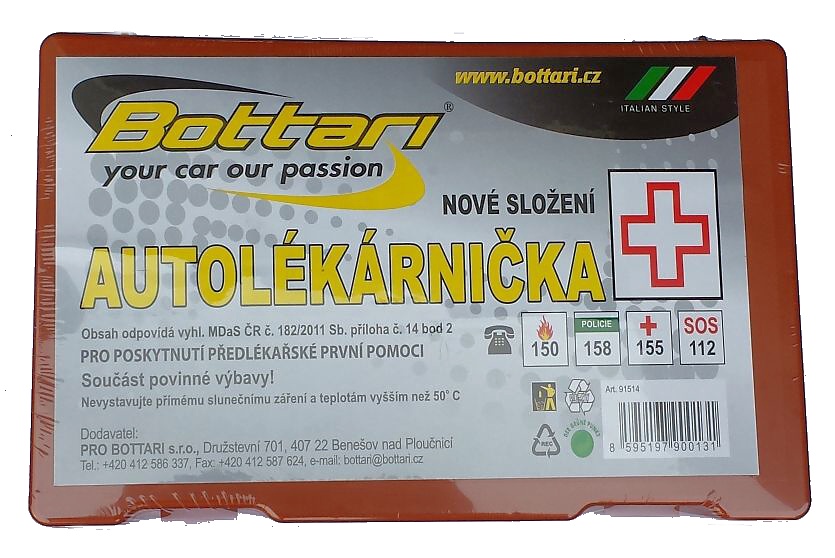 www.bottari.cz
ITALIAN STYLE
Bottari®
your car our passion
NOVÉ SLOŽENÍ
AUTOLÉKÁRNIČKA
Obsah odpovídá vyhl. MDaS ČR č. 182/2011 Sb. příloha č. 14 bod 2
PRO POSKYTNUTÍ PŘEDLÉKAŘSKÉ PRVNÍ POMOCI
Součást povinné výbavy!
Nevystavujte přímému slunečnímu záření a teplotám vyšším než 50° C
150
POLICIE
158
155
SOS
112
Art. 91514
REC
DER GRÜNE PUNKT
8 595197 900131
Dodavatel:
PRO BOTTARI s.r.o., Družstevní 701, 407 22 Benešov nad Ploučnicí
Tel.: +420 412 586 337, Fax: +420 412 587 624, e-mail: bottari@bottari.cz